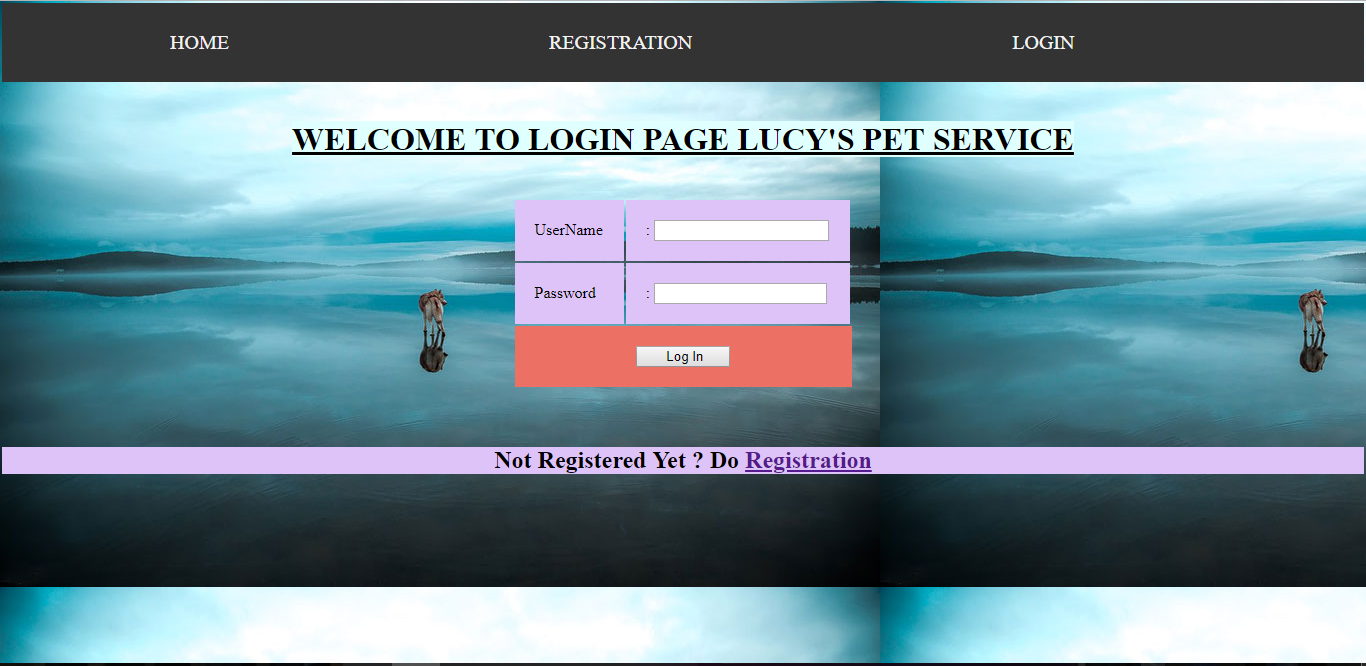 HOME REGISTRATION LOGIN
WELCOME TO LOGIN PAGE LUCY'S PET SERVICE
UserName :
Password :
Log In
Not Registered Yet ? Do Registration